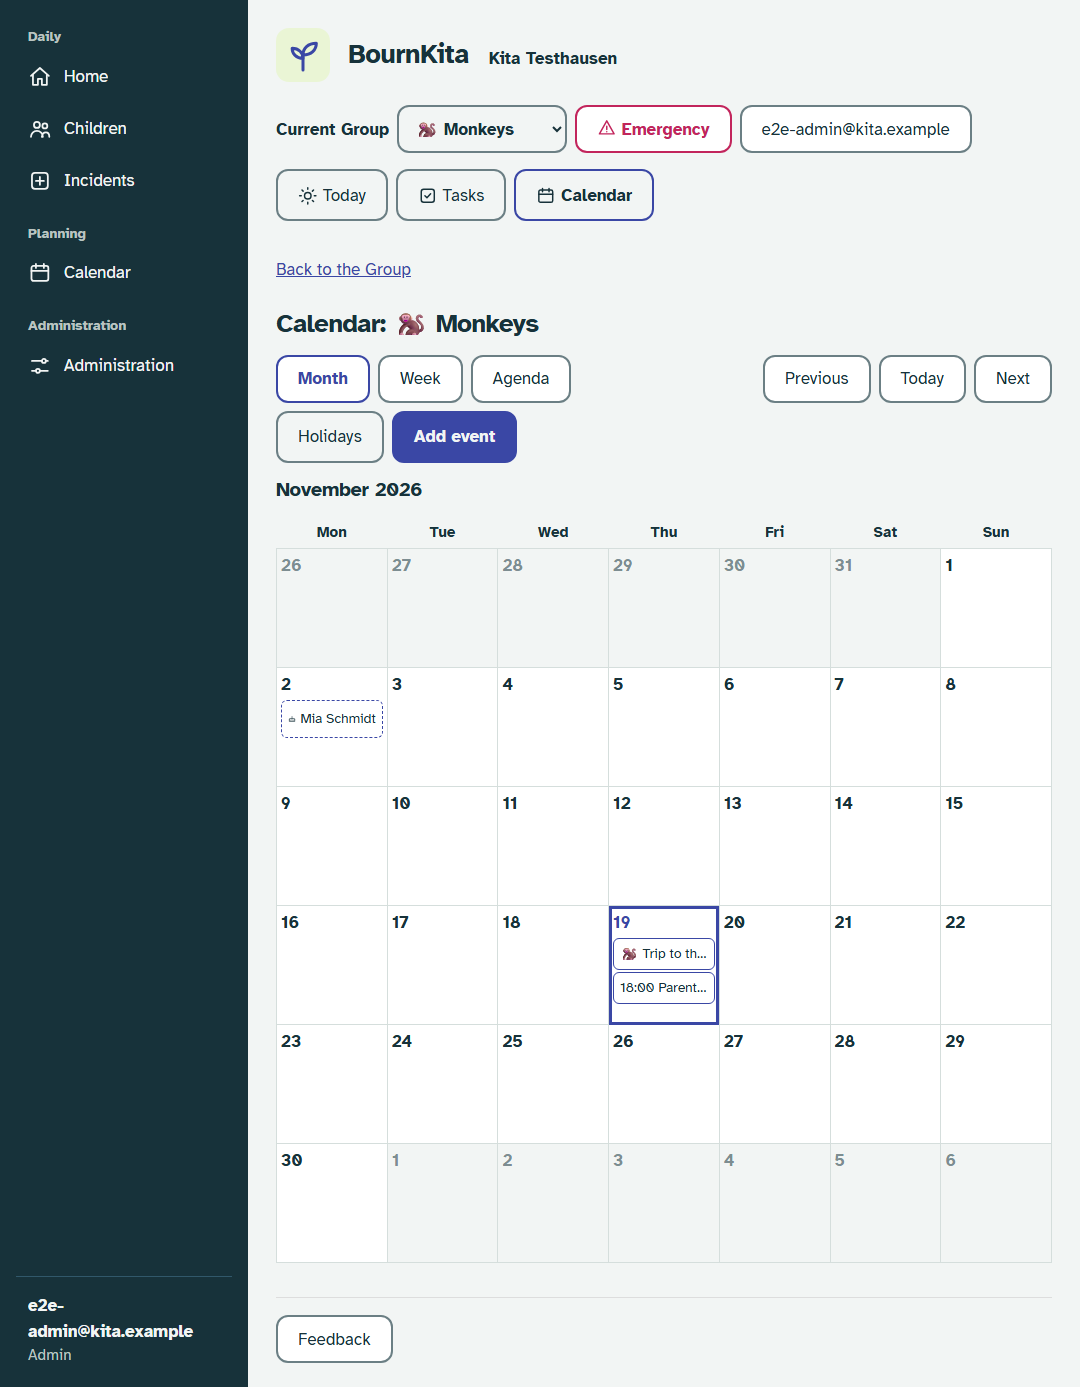 Daily
Home
Children
Incidents
Planning
Calendar
Administration
Administration
e2e-
admin@kita.example
Admin
BournKita Kita Testhausen
Current Group Monkeys Emergency e2e-admin@kita.example
Today Tasks Calendar
Back to the Group
Calendar: Monkeys
Month Week Agenda Previous Today Next
Holidays Add event
November 2026
Mon Tue Wed Thu Fri Sat Sun
26 27 28 29 30 31 1
2 3 4 5 6 7 8
Mia Schmidt
9 10 11 12 13 14 15
16 17 18 19 20 21 22
Trip to th...
18:00 Parent...
23 24 25 26 27 28 29
30 1 2 3 4 5 6
Feedback